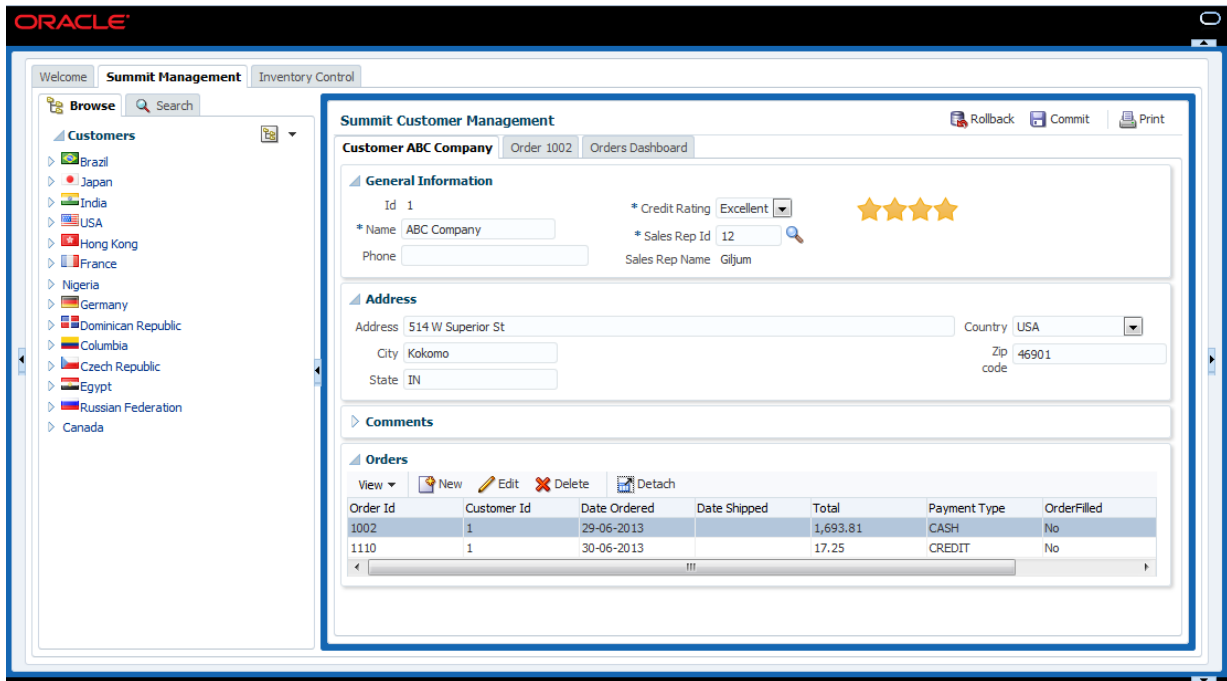 ORACLE
Welcome Summit Management Inventory Control
Browse Search
Customers
Brazil
Japan
India
USA
Hong Kong
France
Nigeria
Germany
Dominican Republic
Columbia
Czech Republic
Egypt
Russian Federation
Canada
Summit Customer Management Rollback Commit Print
Customer ABC Company Order 1002 Orders Dashboard
General Information
Id 1
* Name ABC Company
Phone
* Credit Rating Excellent
* Sales Rep Id 12
Sales Rep Name Giljum
Address
Address 514 W Superior St
City Kokomo
State IN
Country USA
Zip code 46901
Comments
Orders
View New Edit Delete Detach
Order Id Customer Id Date Ordered Date Shipped Total Payment Type OrderFilled
1002 1 29-06-2013 1,693.81 CASH No
1110 1 30-06-2013 17.25 CREDIT No